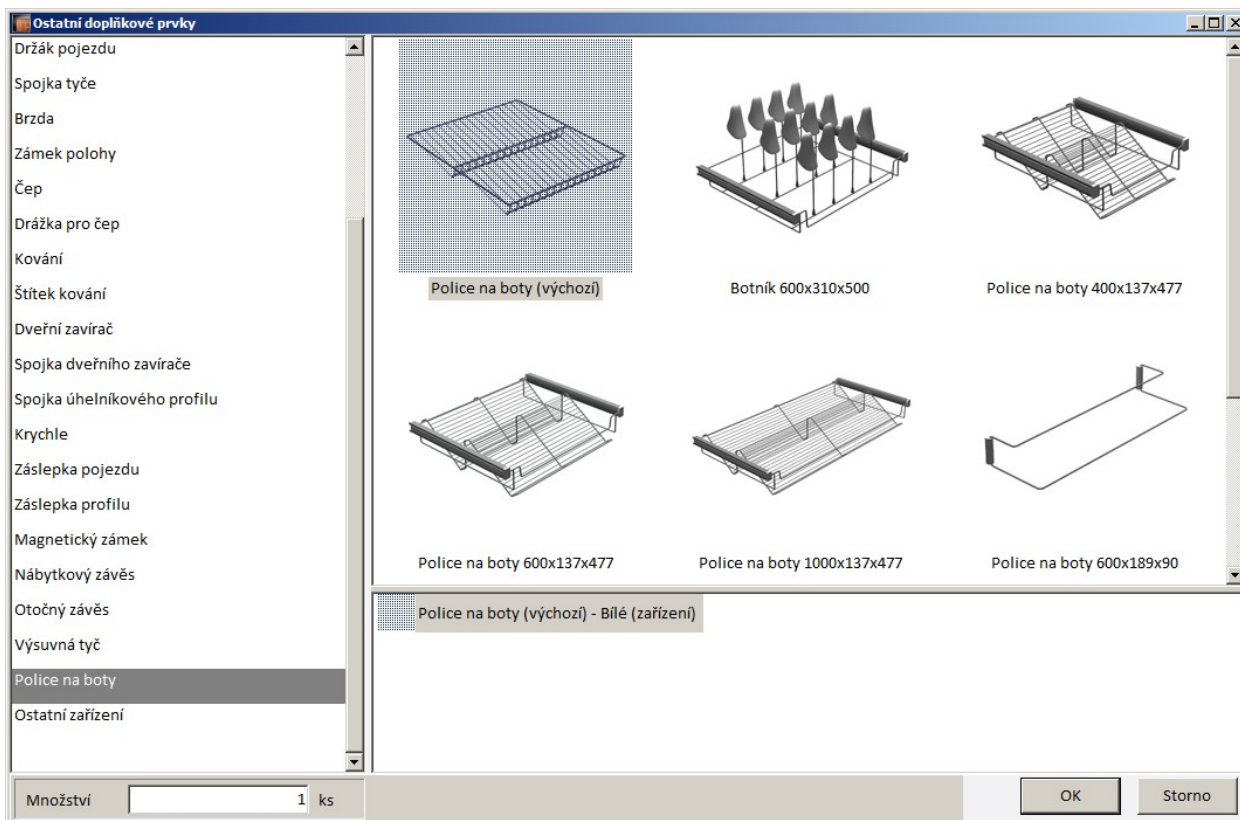 Ostatní doplňkové prvky
Držák pojezdu
Spojka tyče
Brzda
Zámek polohy
Čep
Drážka pro čep
Kování
Štítek kování
Dveřní zavírač
Spojka dveřního zavírače
Spojka úhelníkového profilu
Krychle
Záslepka pojezdu
Záslepka profilu
Magnetický zámek
Nábytkový závěs
Otočný závěs
Výsuvná tyč
Police na boty
Ostatní zařízení
Police na boty (výchozí)
Botník 600x310x500
Police na boty 400x137x477
Police na boty 600x137x477
Police na boty 1000x137x477
Police na boty 600x189x90
Police na boty (výchozí) - Bílé (zařízení)
Množství 1 ks
OK
Storno